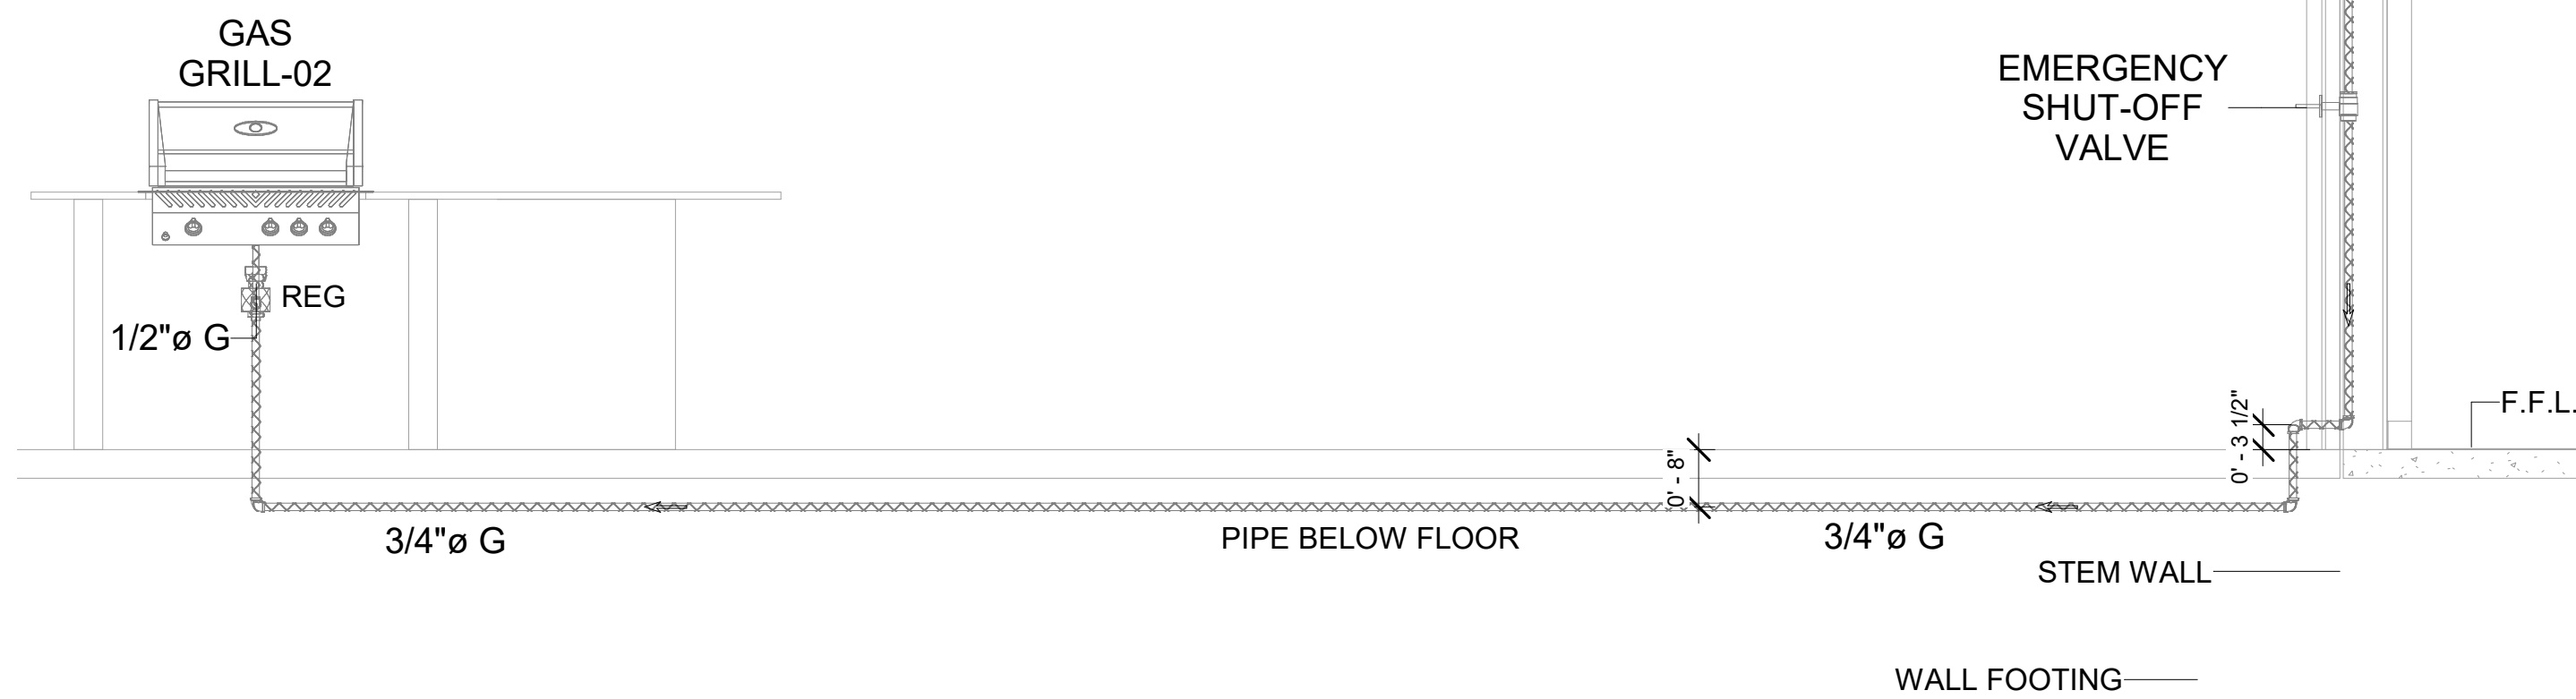 GAS
GRILL-02
EMERGENCY
SHUT-OFF
VALVE
REG
1/2"ø G
0' - 3 1/2"
F.F.L.
0' - 8"
3/4"ø G
PIPE BELOW FLOOR
3/4"ø G
STEM WALL
WALL FOOTING